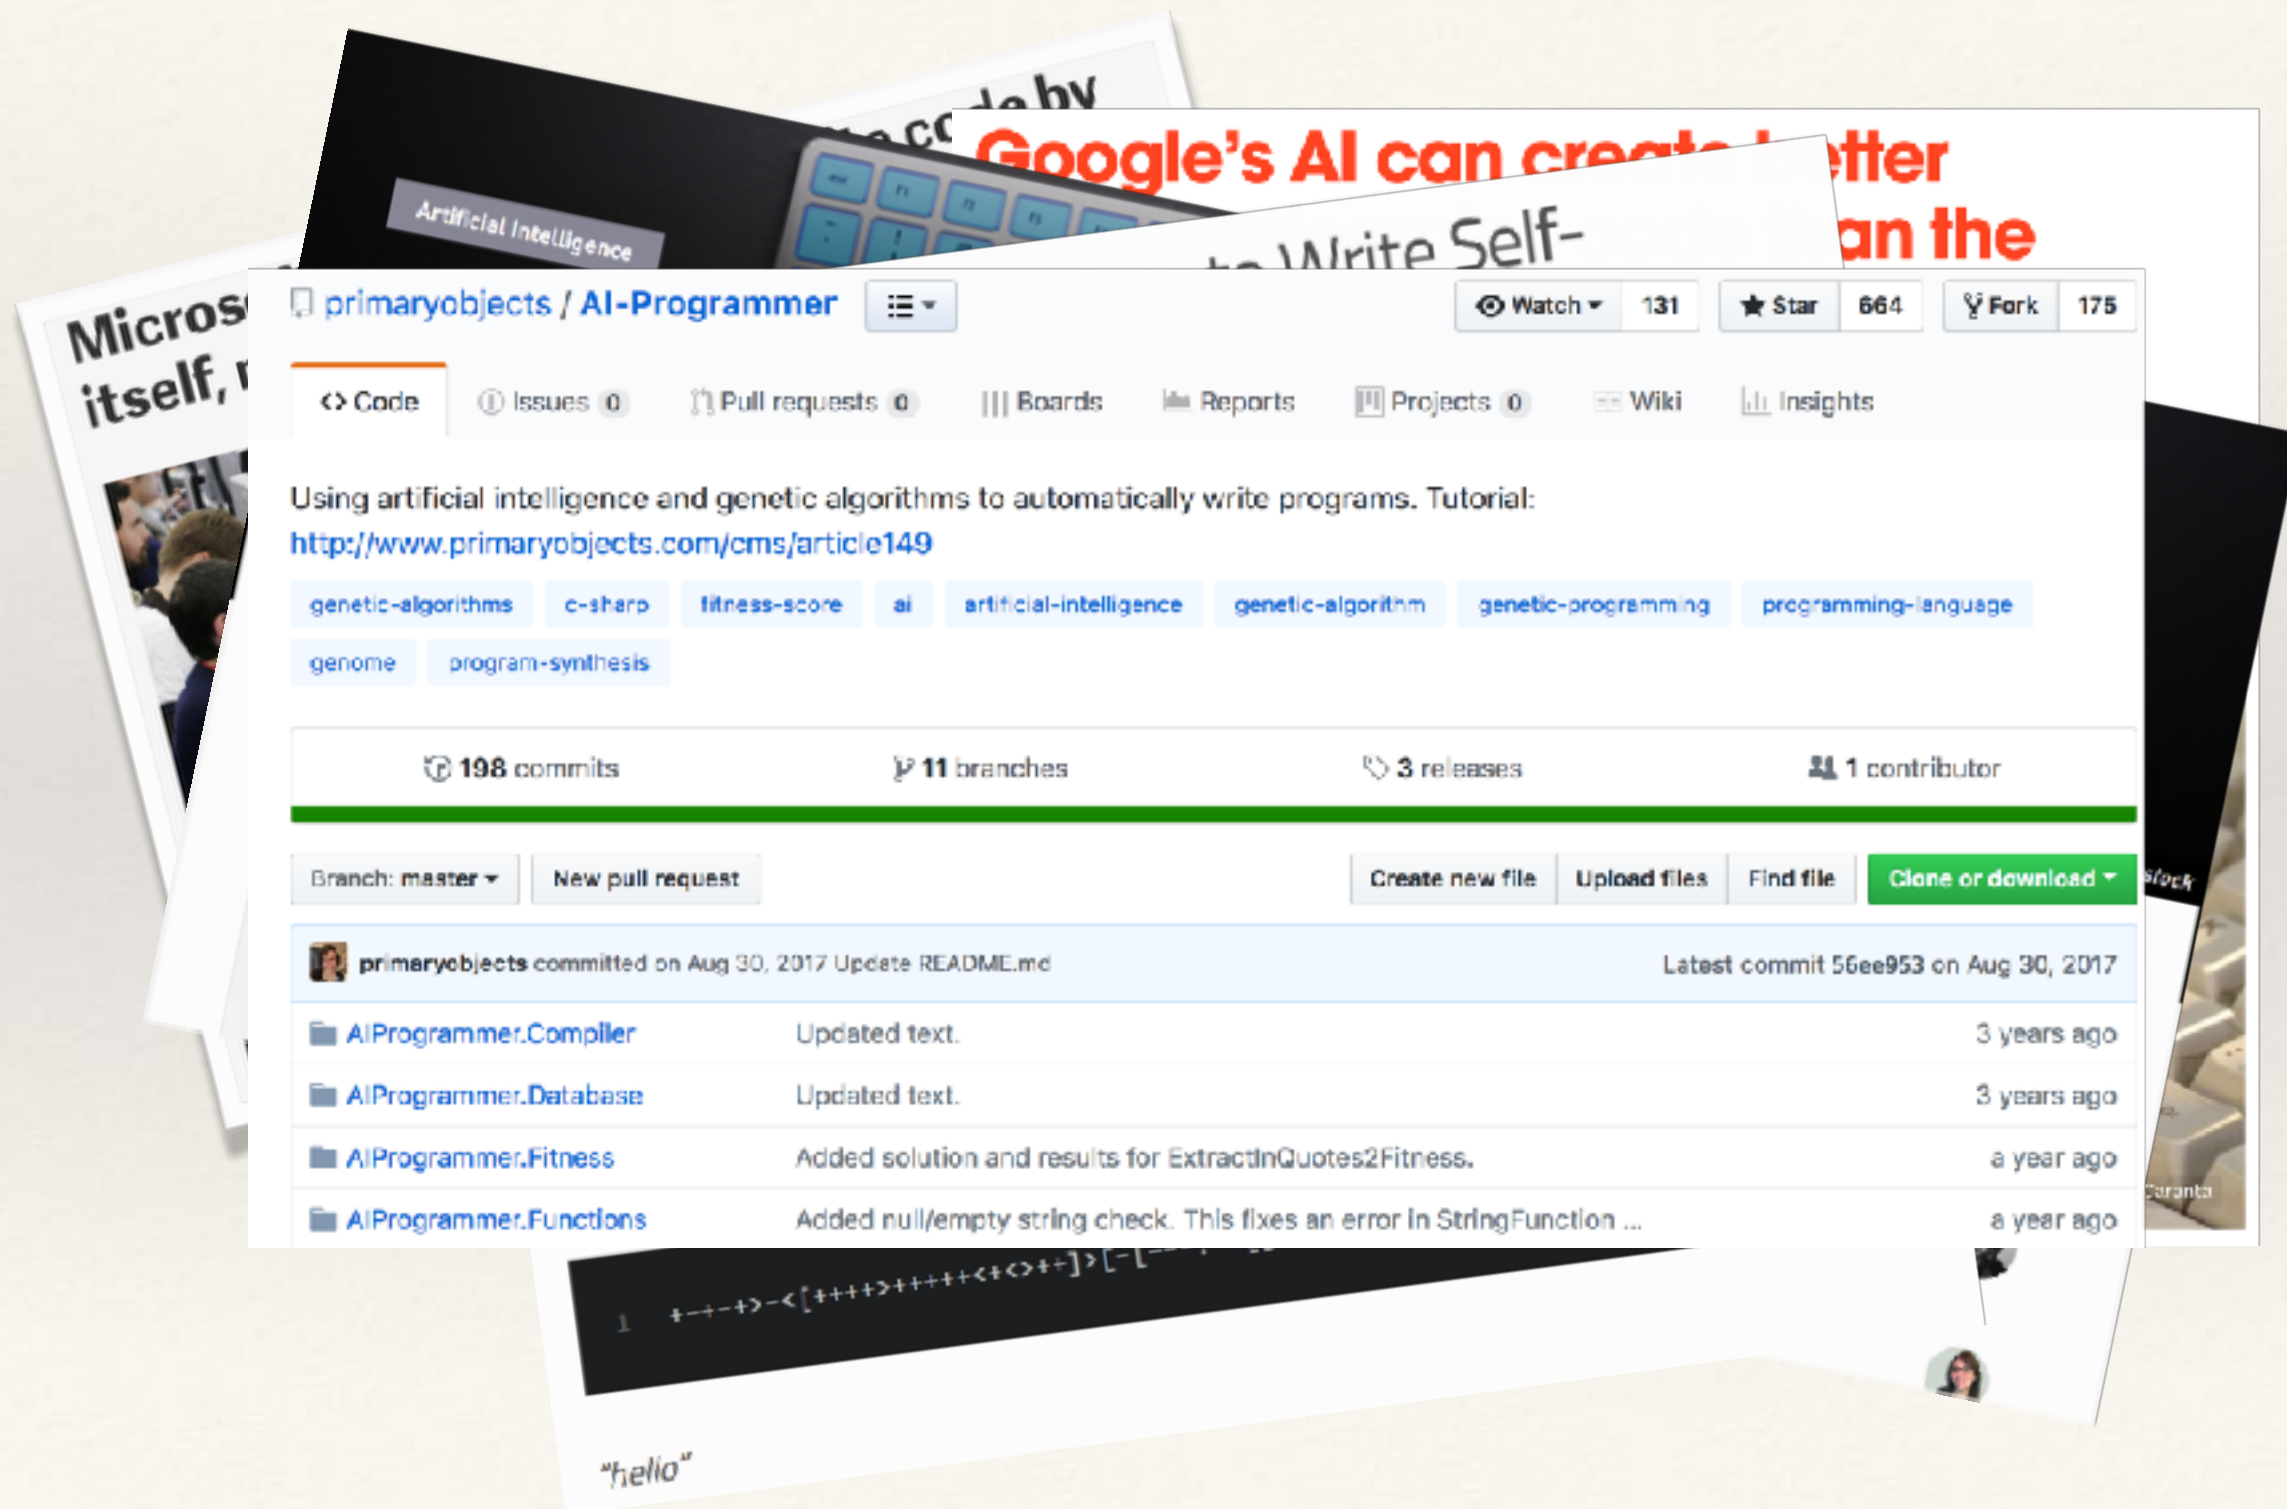 code by
Google's AI can create better
an the
Artificial Intelligence
to Write Self-
Micros
itself,
primaryobjects / AI-Programmer
Watch 131 Star 664 Fork 175
Code Issues 0 Pull requests 0 Boards Reports Projects 0 Wiki Insights
Using artificial intelligence and genetic algorithms to automatically write programs. Tutorial:
http://www.primaryobjects.com/cms/article149
genetic-algorithms c-sharp fitness-score ai artificial-intelligence genetic-algorithm genetic-programming programming-language
genome program-synthesis
198 commits 11 branches 3 releases 1 contributor
Branch: master New pull request Create new file Upload files Find file Clone or download
stock
primaryobjects committed on Aug 30, 2017 Update README.md Latest commit 56ee953 on Aug 30, 2017
AIProgrammer.Compiler Updated text. 3 years ago
AIProgrammer.Database Updated text. 3 years ago
AIProgrammer.Fitness Added solution and results for ExtractInQuotes2Fitness. a year ago
Caranta
AIProgrammer.Functions Added null/empty string check. This fixes an error in StringFunction ... a year ago
1 +-+-+>-<[++++>+++++<+<>++]>[-[
"hello"